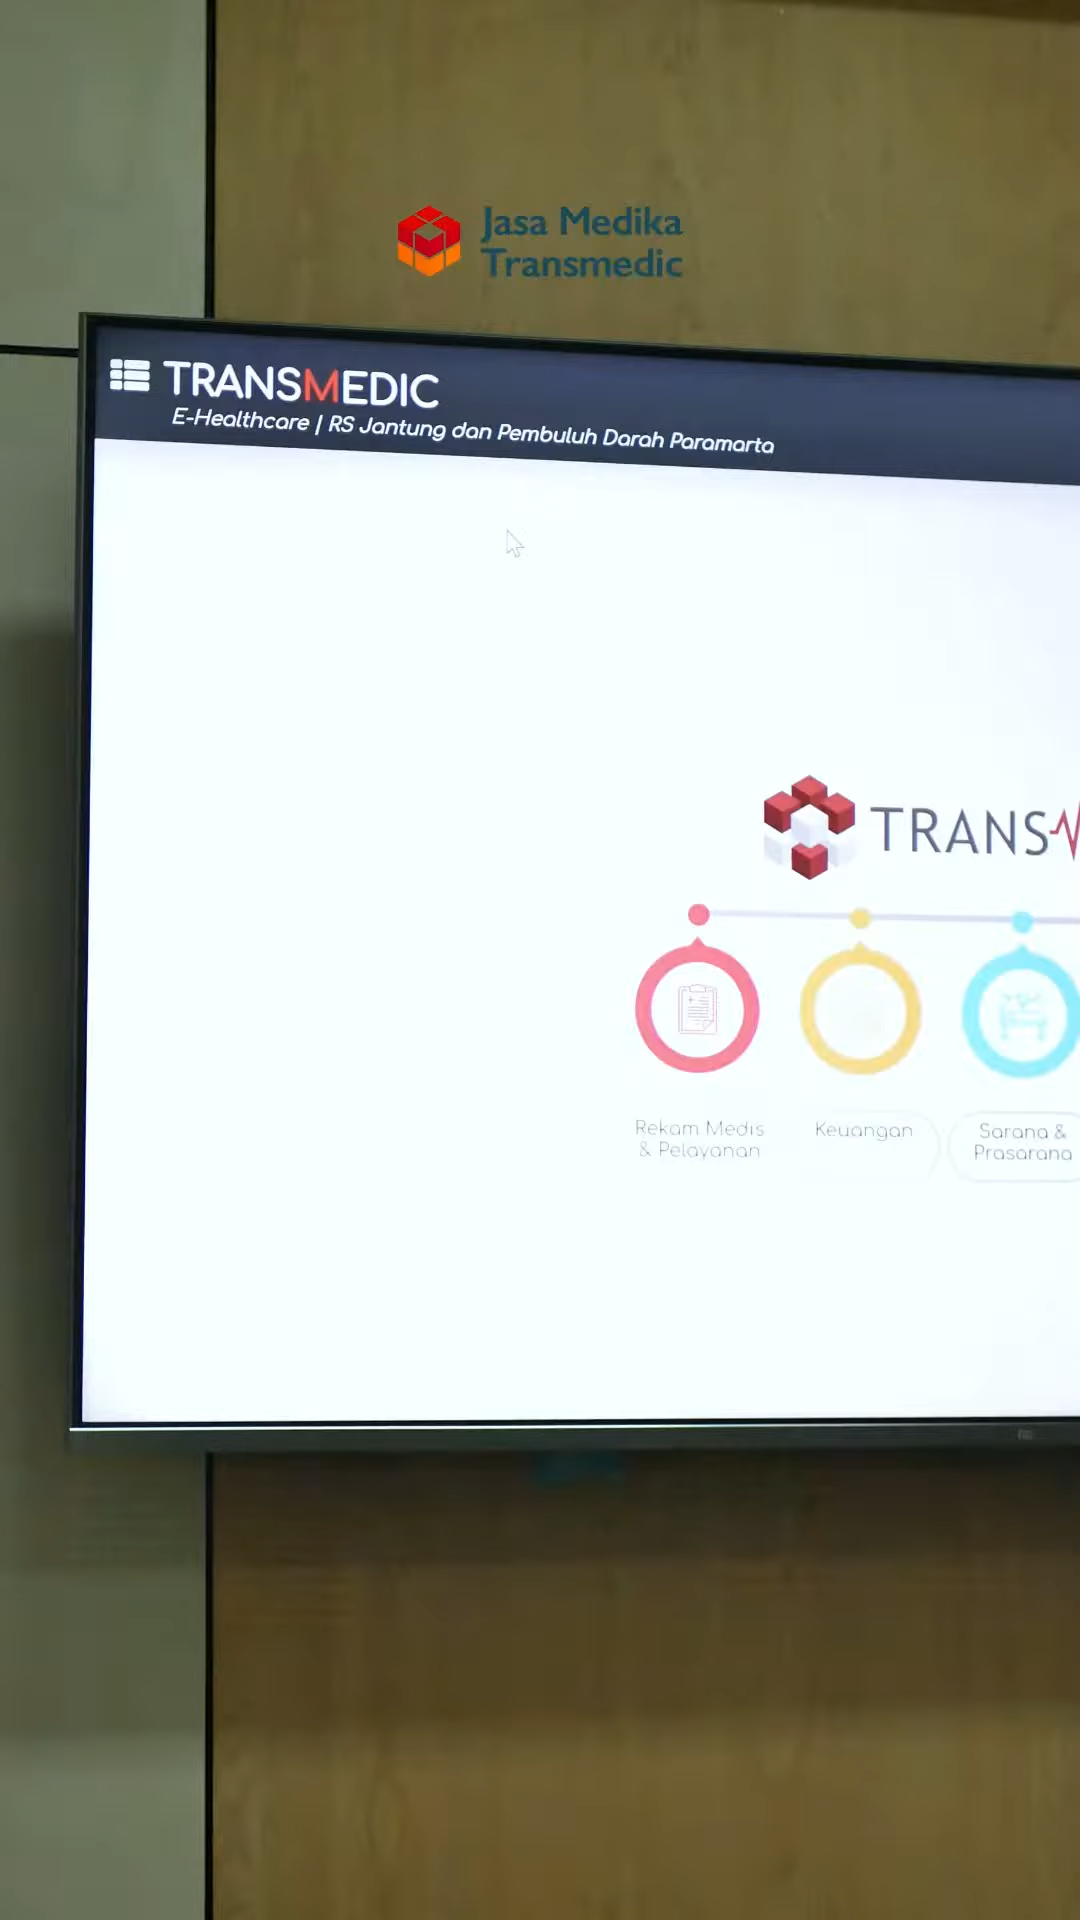 Jasa Medika
Transmedic
TRANSMEDIC
E-Healthcare | RS Jantung dan Pembuluh Darah Paramarta
TRANS
Rekam Medis
& Pelayanan
Keuangan
Sarana &
Prasarana